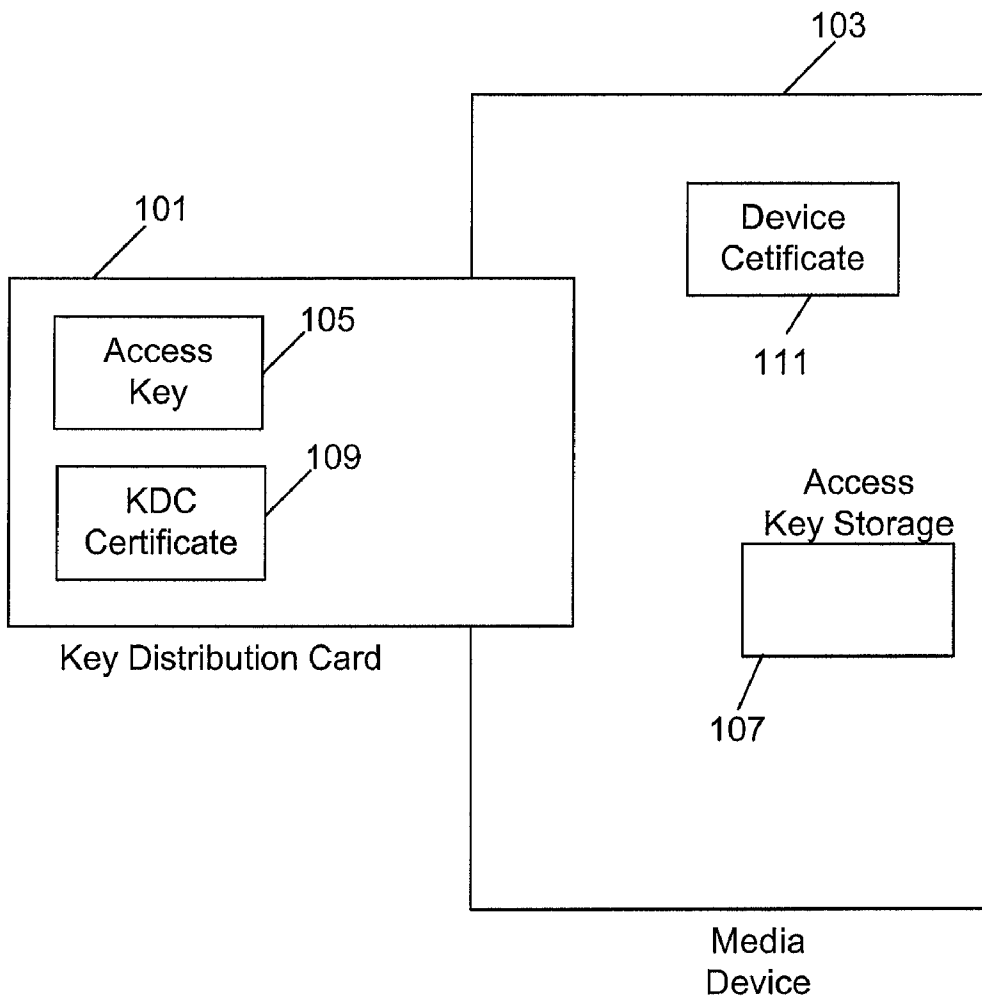 103
101
Device
Cetificate
105
Access
Key
111
109
KDC
Certificate
Access
Key Storage
Key Distribution Card
107
Media
Device